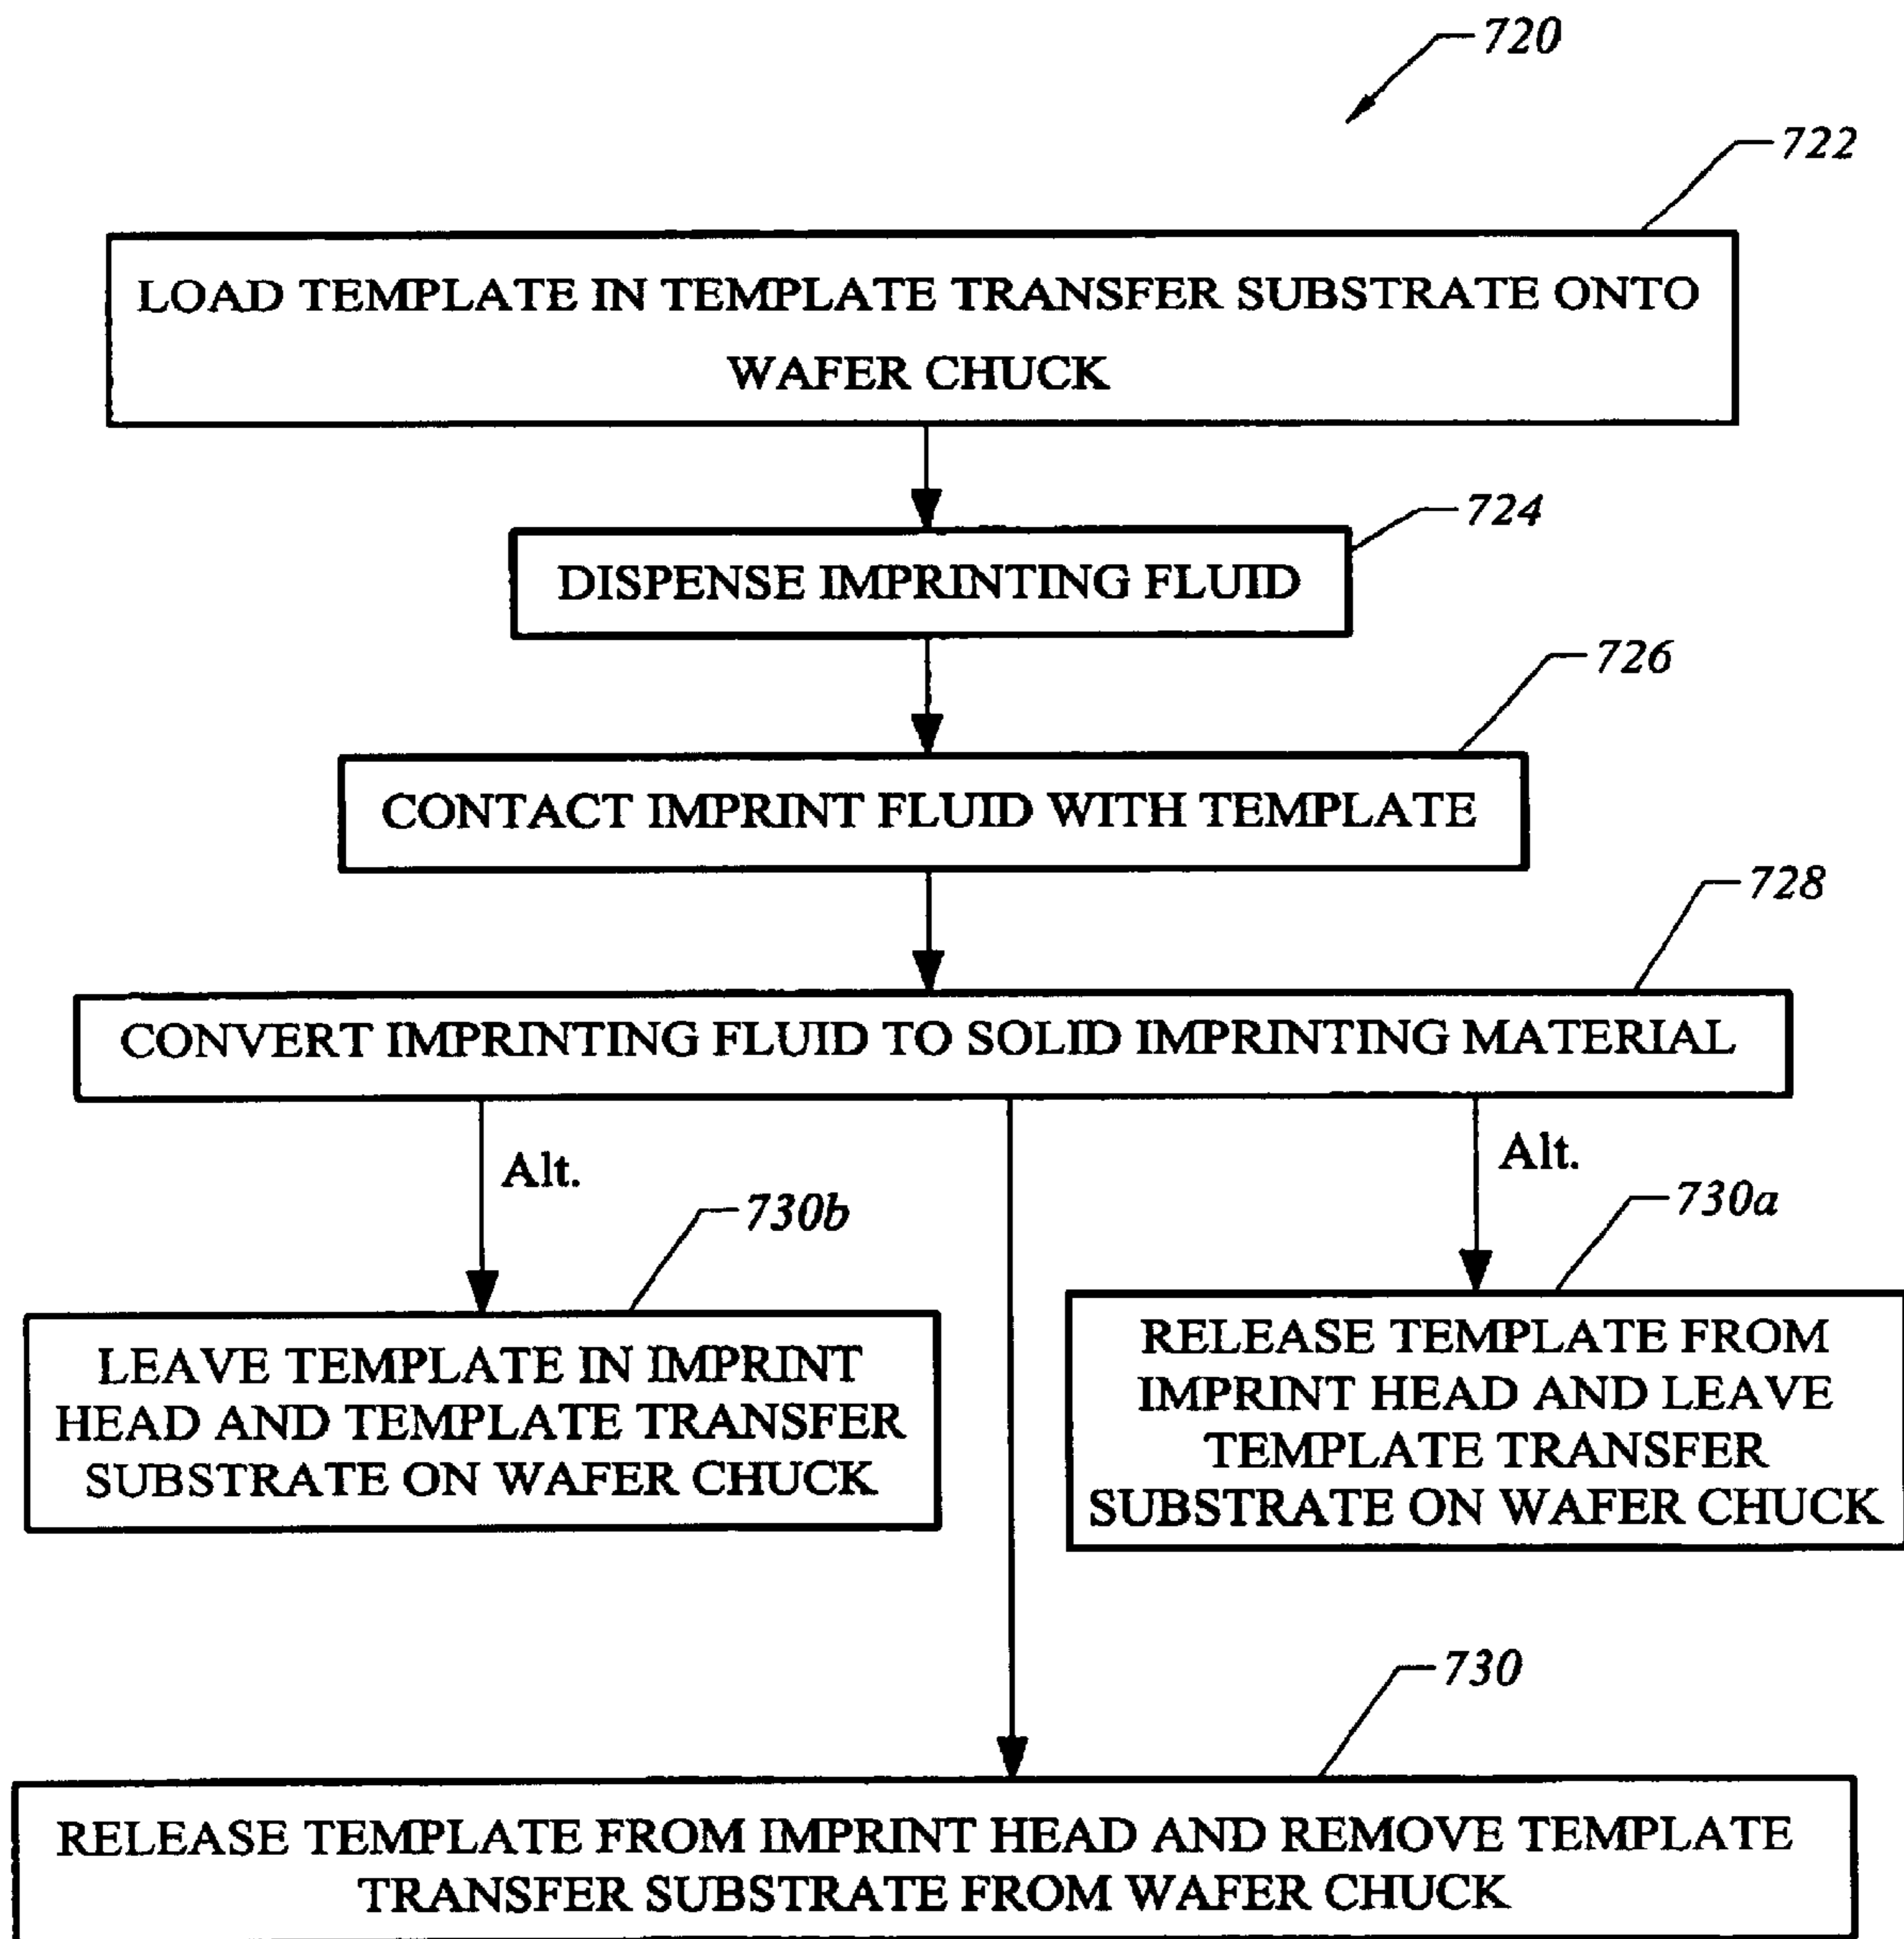 720
722
LOAD TEMPLATE IN TEMPLATE TRANSFER SUBSTRATE ONTO
WAFER CHUCK
724
DISPENSE IMPRINTING FLUID
726
CONTACT IMPRINT FLUID WITH TEMPLATE
728
CONVERT IMPRINTING FLUID TO SOLID IMPRINTING MATERIAL
Alt.
730b
LEAVE TEMPLATE IN IMPRINT
HEAD AND TEMPLATE TRANSFER
SUBSTRATE ON WAFER CHUCK
Alt.
730a
RELEASE TEMPLATE FROM
IMPRINT HEAD AND LEAVE
TEMPLATE TRANSFER
SUBSTRATE ON WAFER CHUCK
730
RELEASE TEMPLATE FROM IMPRINT HEAD AND REMOVE TEMPLATE
TRANSFER SUBSTRATE FROM WAFER CHUCK